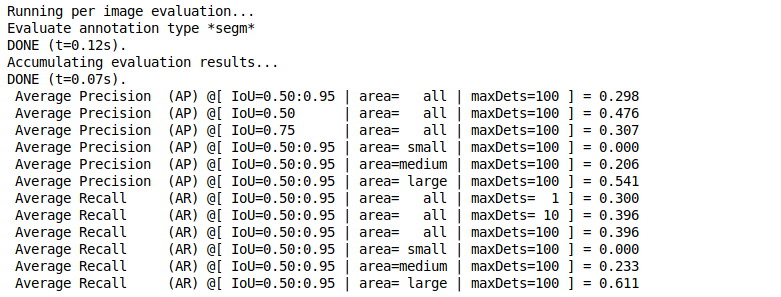 Running per image evaluation...
Evaluate annotation type *segm*
DONE (t=0.12s).
Accumulating evaluation results...
DONE (t=0.07s).
 Average Precision  (AP) @[ IoU=0.50:0.95 | area=   all | maxDets=100 ] = 0.298
 Average Precision  (AP) @[ IoU=0.50      | area=   all | maxDets=100 ] = 0.476
 Average Precision  (AP) @[ IoU=0.75      | area=   all | maxDets=100 ] = 0.307
 Average Precision  (AP) @[ IoU=0.50:0.95 | area= small | maxDets=100 ] = 0.000
 Average Precision  (AP) @[ IoU=0.50:0.95 | area=medium | maxDets=100 ] = 0.206
 Average Precision  (AP) @[ IoU=0.50:0.95 | area= large | maxDets=100 ] = 0.541
 Average Recall     (AR) @[ IoU=0.50:0.95 | area=   all | maxDets=  1 ] = 0.300
 Average Recall     (AR) @[ IoU=0.50:0.95 | area=   all | maxDets= 10 ] = 0.396
 Average Recall     (AR) @[ IoU=0.50:0.95 | area=   all | maxDets=100 ] = 0.396
 Average Recall     (AR) @[ IoU=0.50:0.95 | area= small | maxDets=100 ] = 0.000
 Average Recall     (AR) @[ IoU=0.50:0.95 | area=medium | maxDets=100 ] = 0.233
 Average Recall     (AR) @[ IoU=0.50:0.95 | area= large | maxDets=100 ] = 0.611